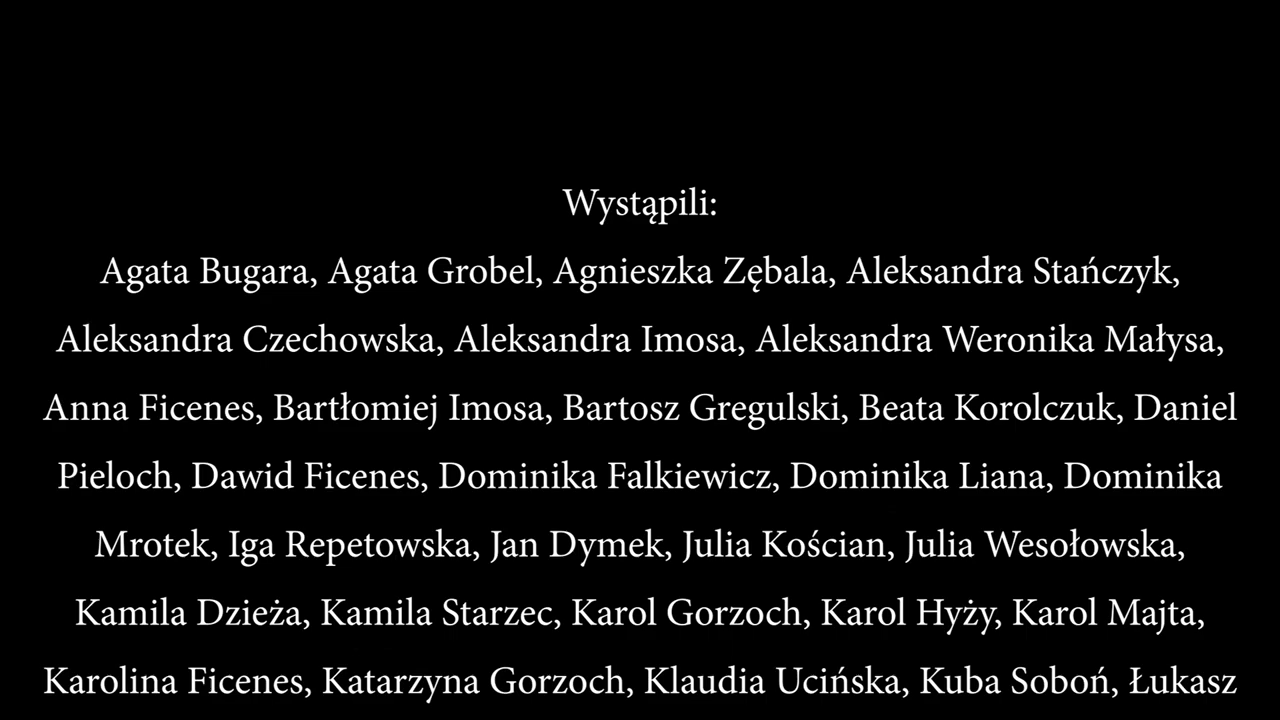 Wystąpili:
Agata Bugara, Agata Grobel, Agnieszka Zębala, Aleksandra Stańczyk,
Aleksandra Czechowska, Aleksandra Imosa, Aleksandra Weronika Małysa,
Anna Ficenes, Bartłomiej Imosa, Bartosz Gregulski, Beata Korolczuk, Daniel
Pieloch, Dawid Ficenes, Dominika Falkiewicz, Dominika Liana, Dominika
Mrotek, Iga Repetowska, Jan Dymek, Julia Kościan, Julia Wesołowska,
Kamila Dzieża, Kamila Starzec, Karol Gorzoch, Karol Hyży, Karol Majta,
Karolina Ficenes, Katarzyna Gorzoch, Klaudia Ucińska, Kuba Soboń, Łukasz